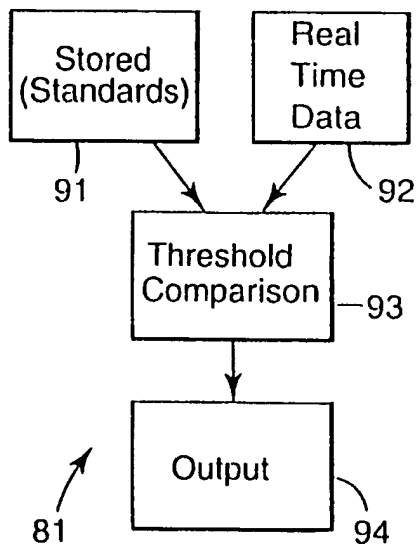 Stored
(Standards)
91
Real
Time
Data
92
Threshold
Comparison
93
Output
81
94